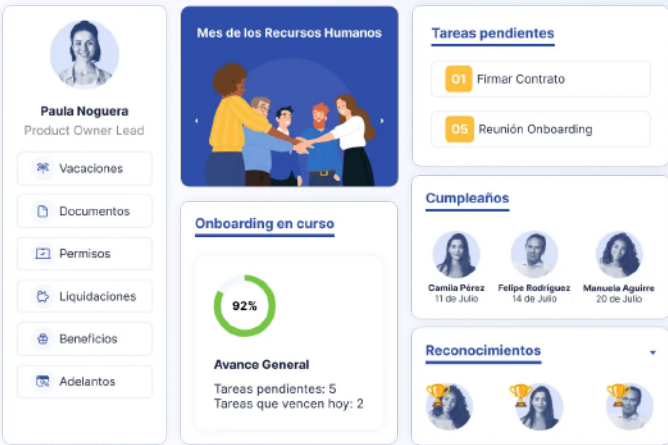 Paula Noguera
Product Owner Lead
Vacaciones
Documentos
Permisos
Liquidaciones
Beneficios
Adelantos
Mes de los Recursos Humanos
Onboarding en curso
92%
Avance General
Tareas pendientes: 5
Tareas que vencen hoy: 2
Tareas pendientes
01 Firmar Contrato
05 Reunión Onboarding
Cumpleaños
Camila Pérez
11 de Julio
Felipe Rodríguez
14 de Julio
Manuela Aguirre
20 de Julio
Reconocimientos